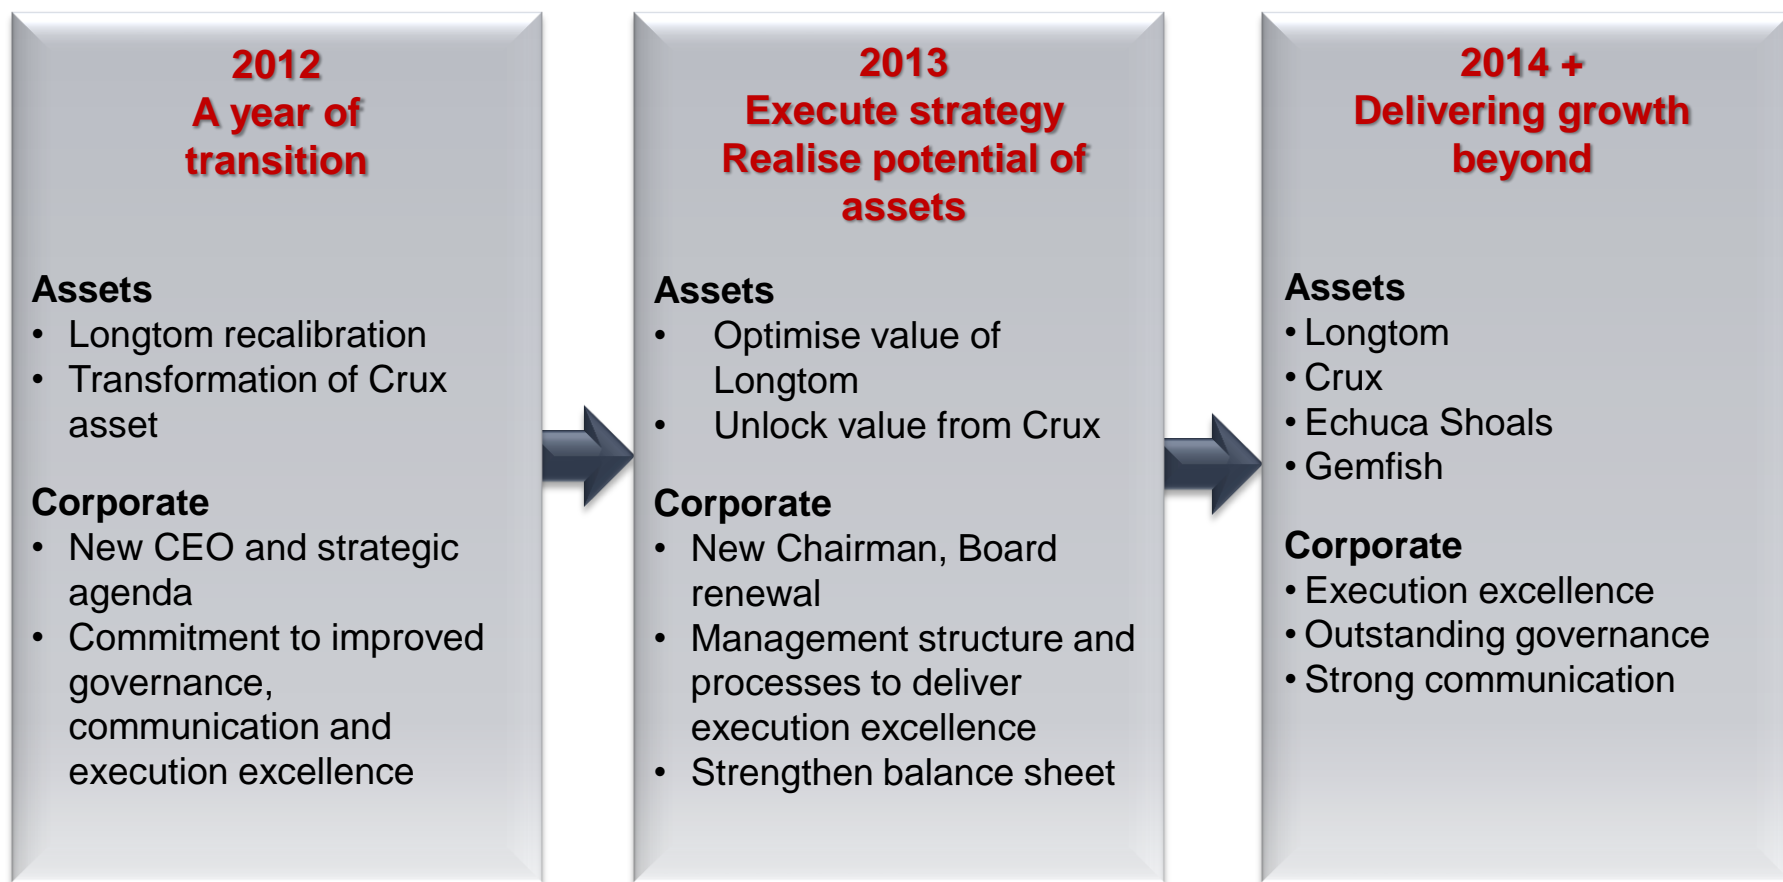 2012
A year of
transition
Assets
• Longtom recalibration
• Transformation of Crux
asset
Corporate
• New CEO and strategic
agenda
• Commitment to improved
governance,
communication and
execution excellence
2013
Execute strategy
Realise potential of
assets
Assets
• Optimise value of
Longtom
• Unlock value from Crux
Corporate
• New Chairman, Board
renewal
• Management structure and
processes to deliver
execution excellence
• Strengthen balance sheet
2014 +
Delivering growth
beyond
Assets
• Longtom
• Crux
• Echuca Shoals
• Gemfish
Corporate
• Execution excellence
• Outstanding governance
• Strong communication